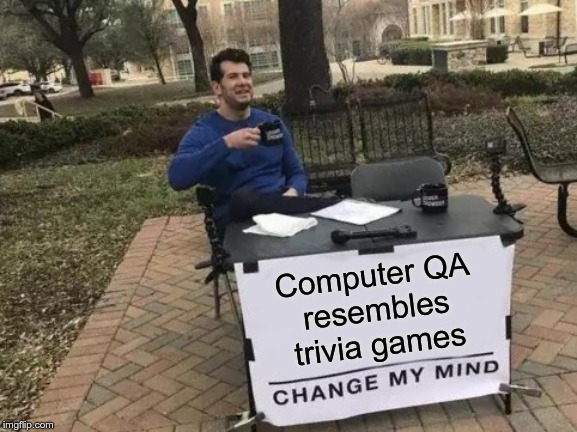 Computer QA
resembles
trivia games
CHANGE MY MIND
imgflip.com